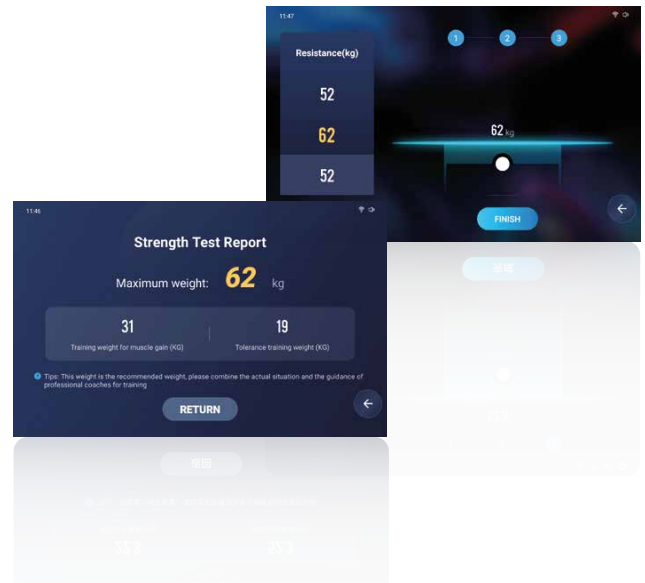 11:47
1 2 3
Resistance(kg)
52
62
52
62 kg
FINISH
11:46
Strength Test Report
Maximum weight: 62 kg
31
Training weight for muscle gain (KG)
19
Tolerance training weight (KG)
Tips: This weight is the recommended weight, please combine the actual situation and the guidance of
professional coaches for training
RETURN